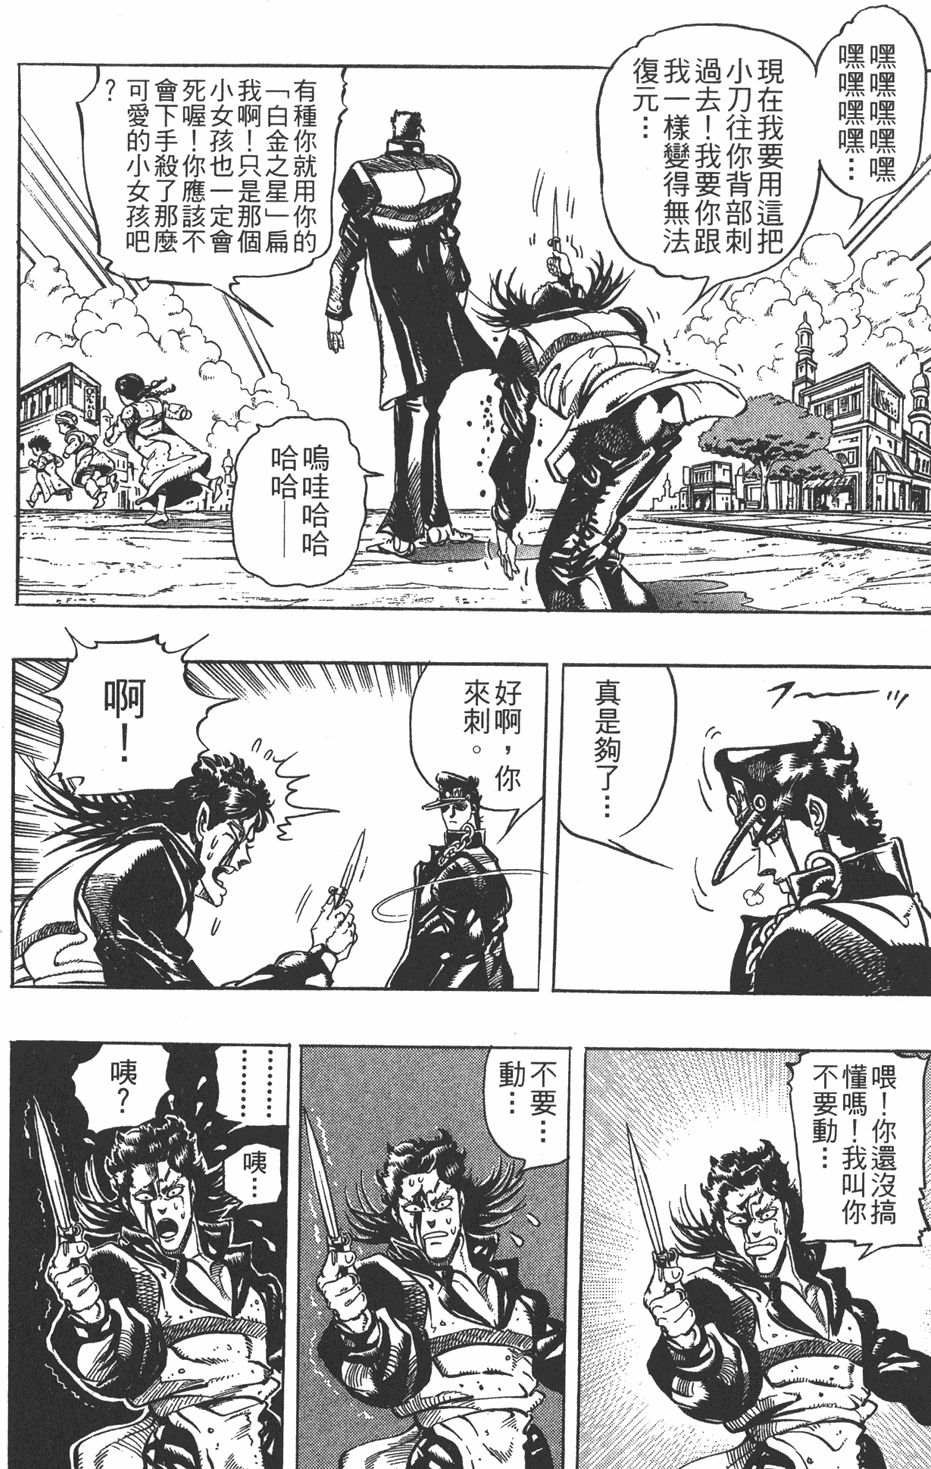 嘿嘿嘿嘿嘿
嘿嘿嘿嘿…
現在我要用這把
小刀往你背部刺
過去！我要你跟
我一樣變得無法
復元…
有種你就用你的
「白金之星」扁
我啊！只是那個
小女孩也一定會
死喔！你應該不
會下手殺了那麼
可愛的小女孩吧
？
嗚哇哈哈
哈哈——
フー
真是夠了…
好啊，你
來刺。
啊！
喂！你還沒搞
懂嗎！我叫你
不要動…
不要…
動…
………
咦…
咦？